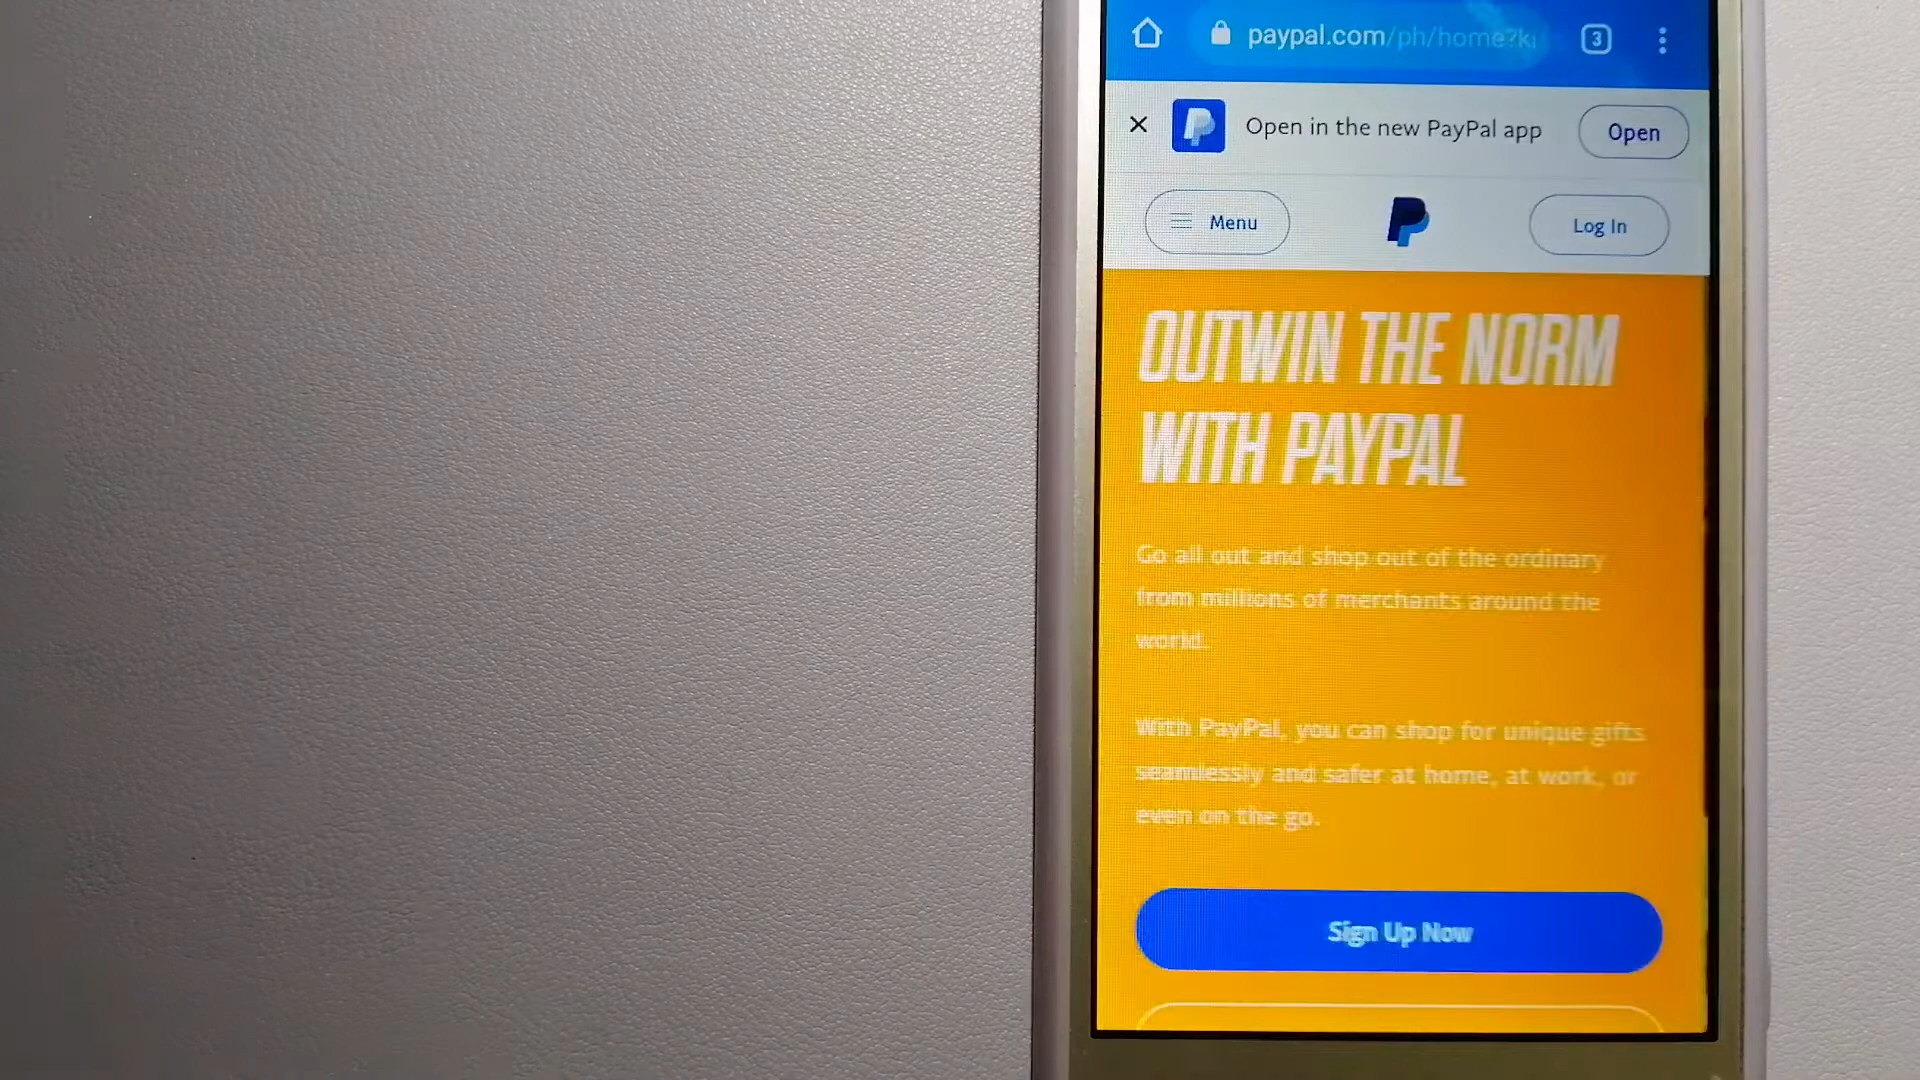 paypal.com/ph/home?ki
3
Open in the new PayPal app
Open
Menu
Log In
OUTWIN THE NORM
WITH PAYPAL
Go all out and shop out of the ordinary
from millions of merchants around the
world.
With PayPal, you can shop for unique gifts
seamlessly and safer at home, at work, or
even on the go.
Sign Up Now